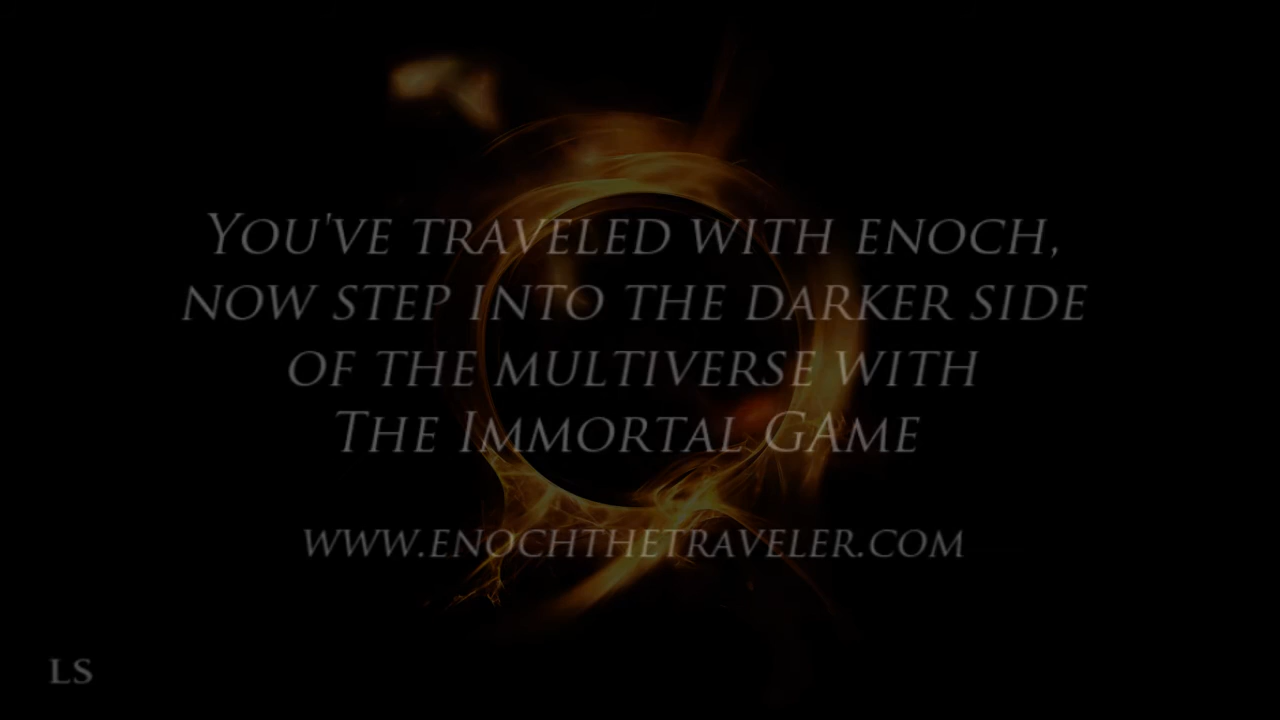 You've traveled with Enoch,
now step into the darker side
of the multiverse with
The Immortal GAme
www.enochthetraveler.com
LS